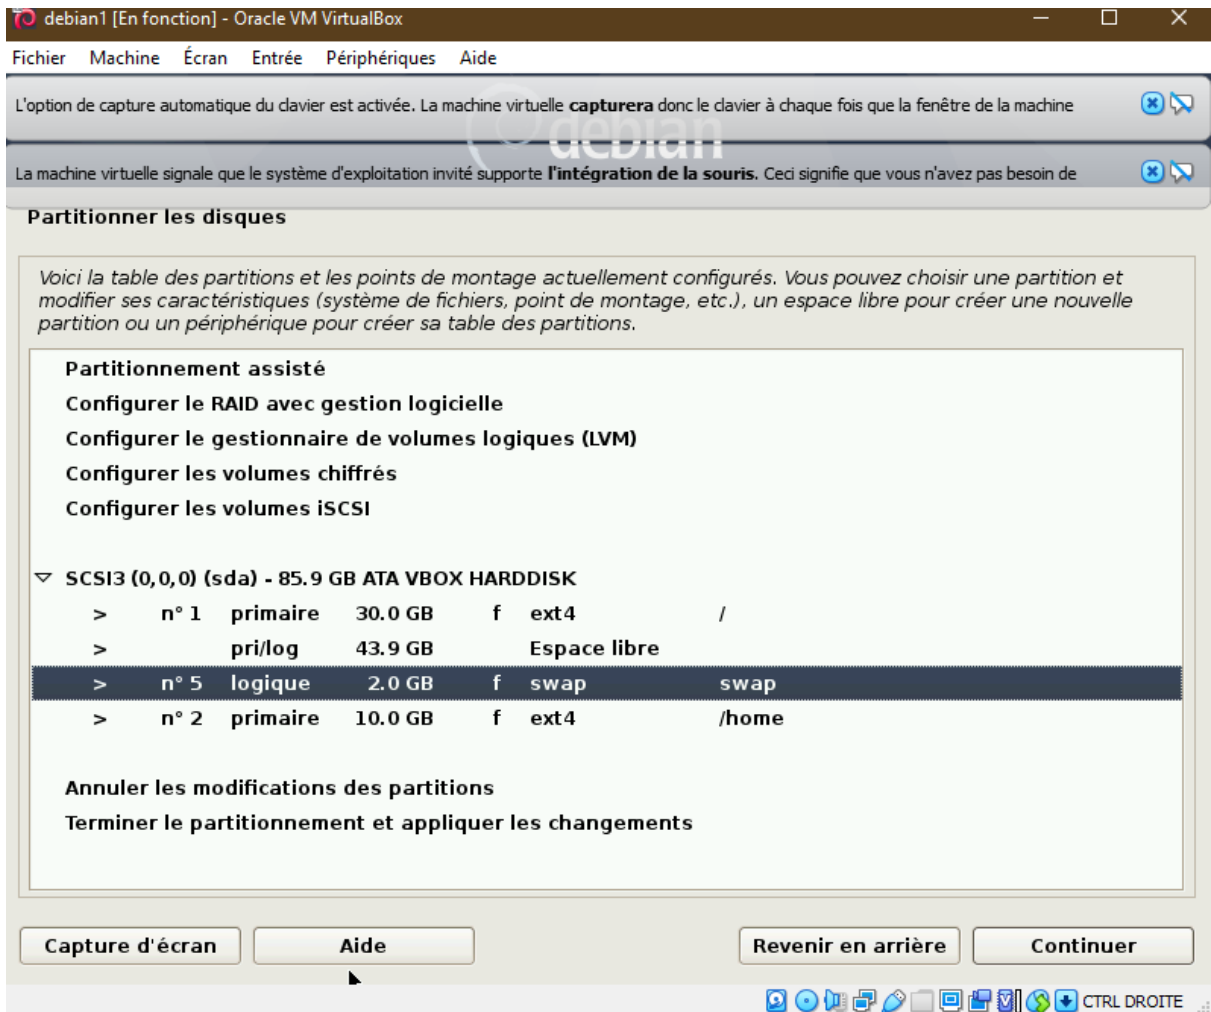 debian1 [En fonction] - Oracle VM VirtualBox
Fichier Machine Écran Entrée Périphériques Aide
L'option de capture automatique du clavier est activée. La machine virtuelle capturera donc le clavier à chaque fois que la fenêtre de la machine
debian
La machine virtuelle signale que le système d'exploitation invité supporte l'intégration de la souris. Ceci signifie que vous n'avez pas besoin de
Partitionner les disques
Voici la table des partitions et les points de montage actuellement configurés. Vous pouvez choisir une partition et
modifier ses caractéristiques (système de fichiers, point de montage, etc.), un espace libre pour créer une nouvelle
partition ou un périphérique pour créer sa table des partitions.
Partitionnement assisté
Configurer le RAID avec gestion logicielle
Configurer le gestionnaire de volumes logiques (LVM)
Configurer les volumes chiffrés
Configurer les volumes iSCSI
SCSI3 (0,0,0) (sda) - 85.9 GB ATA VBOX HARDDISK
> n° 1 primaire 30.0 GB f ext4 /
> pri/log 43.9 GB Espace libre
> n° 5 logique 2.0 GB f swap swap
> n° 2 primaire 10.0 GB f ext4 /home
Annuler les modifications des partitions
Terminer le partitionnement et appliquer les changements
Capture d'écran Aide Revenir en arrière Continuer
CTRL DROITE